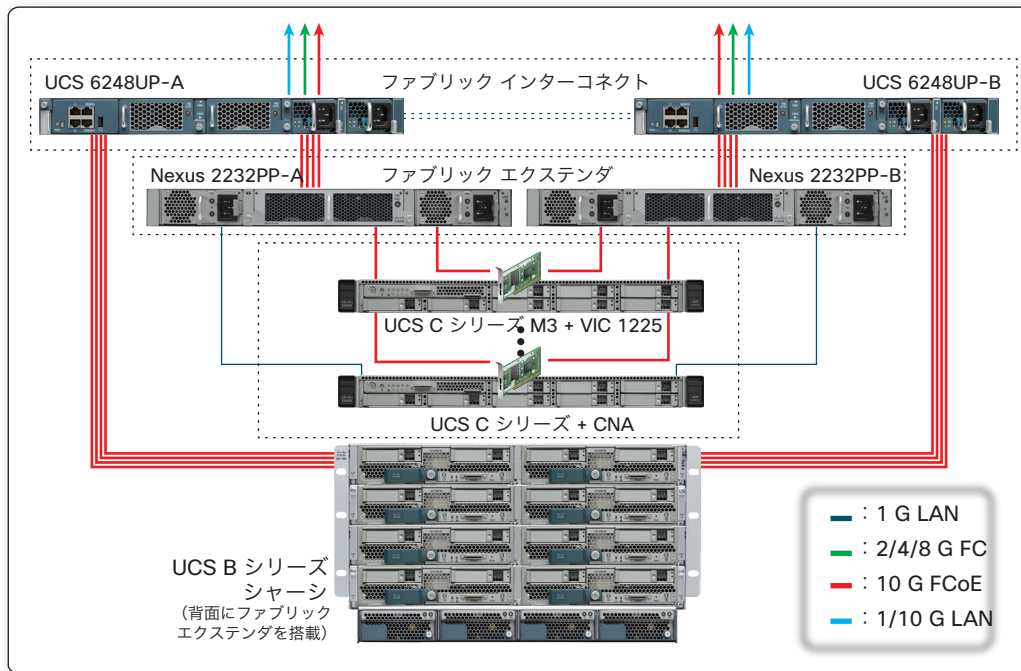 UCS 6248UP-A
ファブリック インターコネクト
UCS 6248UP-B
Nexus 2232PP-A
ファブリック エクステンダ
Nexus 2232PP-B
UCS C シリーズ M3 + VIC 1225
UCS C シリーズ + CNA
UCS B シリーズ
シャーシ
(背面にファブリック
エクステンダを搭載)
: 1 G LAN
: 2/4/8 G FC
: 10 G FCoE
: 1/10 G LAN